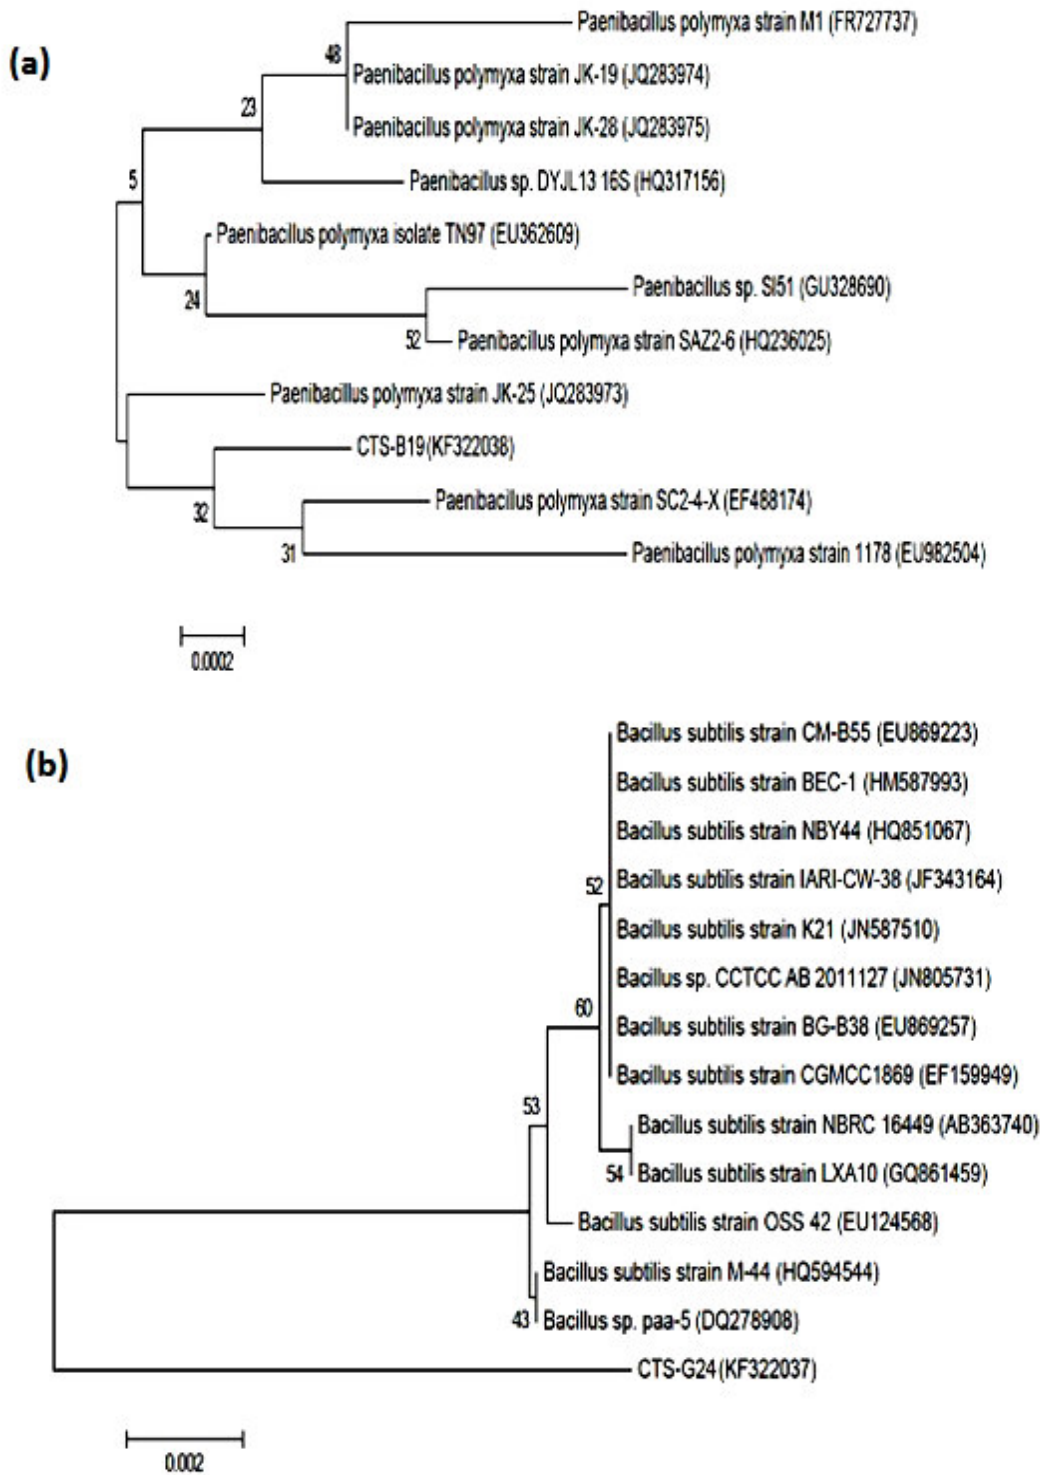 (a)
Paenibacillus polymyxa strain M1 (FR727737)
48
Paenibacillus polymyxa strain JK-19 (JQ283974)
23
Paenibacillus polymyxa strain JK-28 (JQ283975)
5
Paenibacillus sp. DYJL13 16S (HQ317156)
Paenibacillus polymyxa isolate TN97 (EU362609)
24
Paenibacillus sp. SI51 (GU328690)
52
Paenibacillus polymyxa strain SAZ2-6 (HQ236025)
Paenibacillus polymyxa strain JK-25 (JQ283973)
CTS-B19(KF322038)
32
Paenibacillus polymyxa strain SC2-4-X (EF488174)
31
Paenibacillus polymyxa strain 1178 (EU982504)
0.0002
(b)
Bacillus subtilis strain CM-B55 (EU869223)
Bacillus subtilis strain BEC-1 (HM587993)
Bacillus subtilis strain NBY44 (HQ851067)
52
Bacillus subtilis strain IARI-CW-38 (JF343164)
Bacillus subtilis strain K21 (JN587510)
Bacillus sp. CCTCC AB 2011127 (JN805731)
60
Bacillus subtilis strain BG-B38 (EU869257)
Bacillus subtilis strain CGMCC1869 (EF159949)
53
Bacillus subtilis strain NBRC 16449 (AB363740)
54
Bacillus subtilis strain LXA10 (GQ861459)
Bacillus subtilis strain OSS 42 (EU124568)
Bacillus subtilis strain M-44 (HQ594544)
43
Bacillus sp. paa-5 (DQ278908)
CTS-G24(KF322037)
0.002